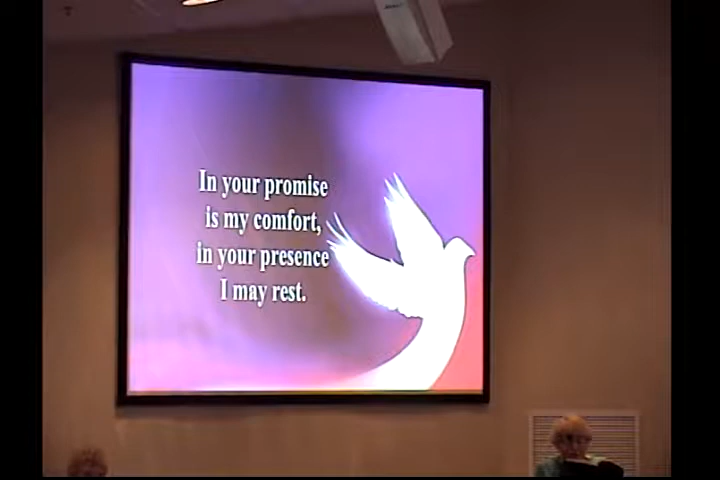 In your promise
is my comfort,
in your presence
I may rest.